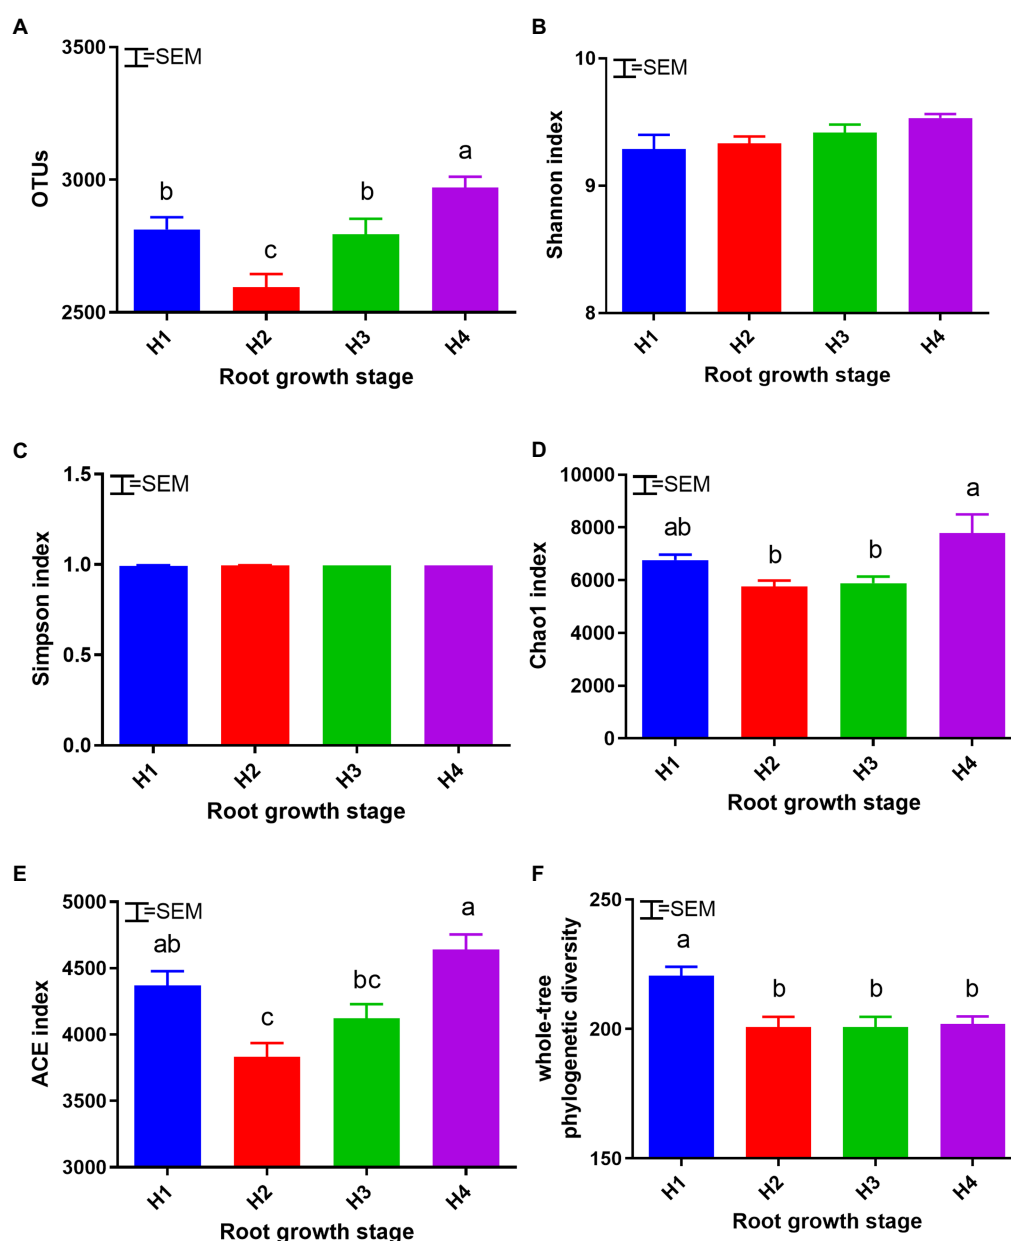 A
=SEM
3500
3000
2500
OTUs
b
c
b
a
H1
H2
H3
H4
Root growth stage
B
=SEM
10
9
8
Shannon index
H1
H2
H3
H4
Root growth stage
C
=SEM
1.5
1.0
0.5
0.0
Simpson index
H1
H2
H3
H4
Root growth stage
D
=SEM
10000
8000
6000
4000
2000
0
Chao1 index
ab
b
b
a
H1
H2
H3
H4
Root growth stage
E
=SEM
5000
4500
4000
3500
3000
ACE index
ab
c
bc
a
H1
H2
H3
H4
Root growth stage
F
=SEM
250
200
150
whole-tree
phylogenetic diversity
a
b
b
b
H1
H2
H3
H4
Root growth stage